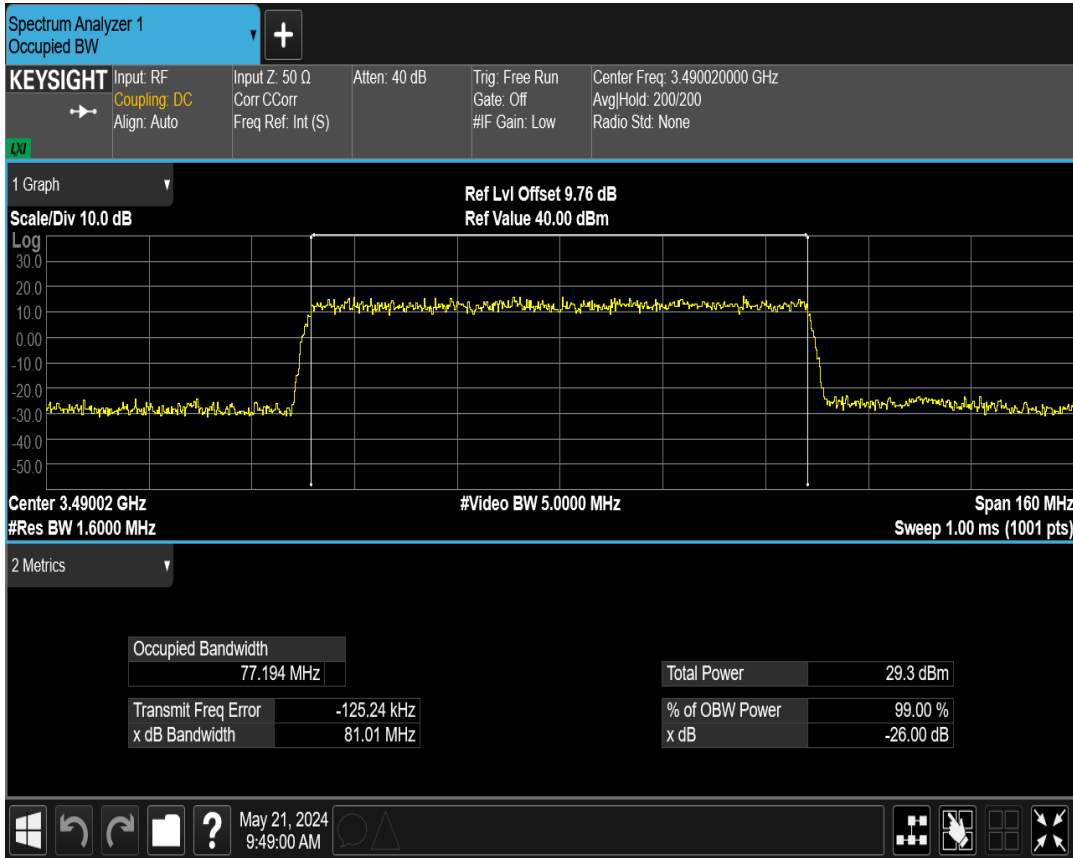 Spectrum Analyzer 1
Occupied BW
+
KEYSIGHT
LXI
Input: RF
Coupling: DC
Align: Auto
Input Z: 50 Ω
Corr CCorr
Freq Ref: Int (S)
Atten: 40 dB
Trig: Free Run
Gate: Off
#IF Gain: Low
Center Freq: 3.490020000 GHz
Avg|Hold: 200/200
Radio Std: None
1 Graph
Scale/Div 10.0 dB
Ref Lvl Offset 9.76 dB
Ref Value 40.00 dBm
Log
30.0
20.0
10.0
0.00
-10.0
-20.0
-30.0
-40.0
-50.0
Center 3.49002 GHz
#Video BW 5.0000 MHz
Span 160 MHz
#Res BW 1.6000 MHz
Sweep 1.00 ms (1001 pts)
2 Metrics
Occupied Bandwidth
77.194 MHz
Transmit Freq Error -125.24 kHz
x dB Bandwidth 81.01 MHz
Total Power 29.3 dBm
% of OBW Power 99.00 %
x dB -26.00 dB
?
May 21, 2024
9:49:00 AM